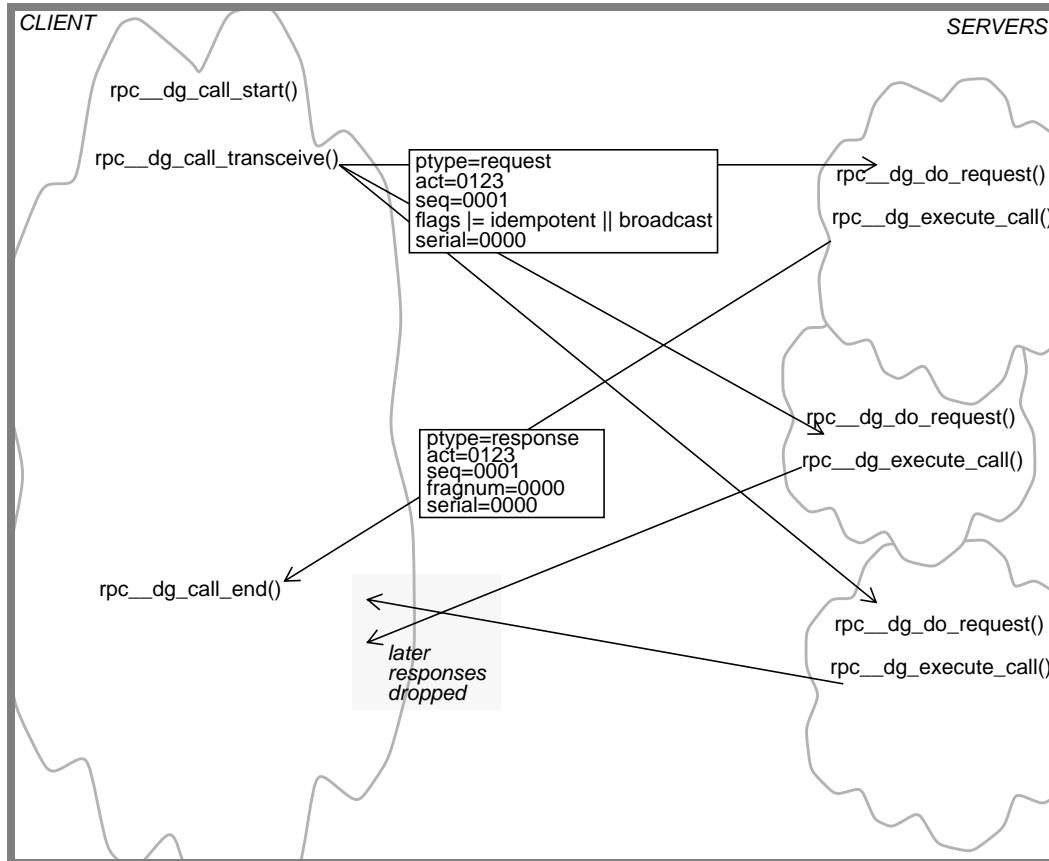 CLIENT
SERVERS
rpc__dg_call_start()
rpc__dg_call_transceive()
ptype=request
act=0123
seq=0001
flags |= idempotent || broadcast
serial=0000
rpc__dg_do_request()
rpc__dg_execute_call()
rpc__dg_do_request()
rpc__dg_execute_call()
ptype=response
act=0123
seq=0001
fragnum=0000
serial=0000
rpc__dg_call_end()
later
responses
dropped
rpc__dg_do_request()
rpc__dg_execute_call()